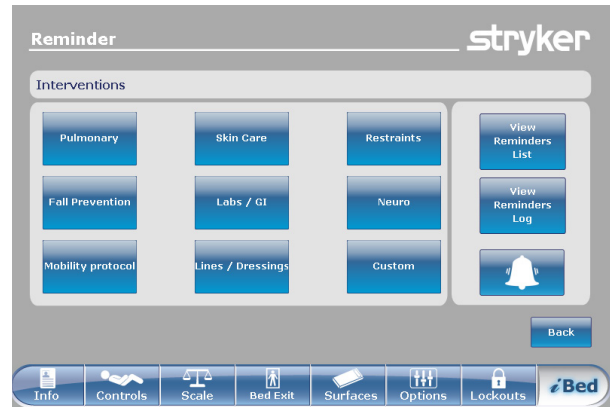 Reminder
stryker
Interventions
Pulmonary
Skin Care
Restraints
View
Reminders
List
Fall Prevention
Labs / GI
Neuro
View
Reminders
Log
Mobility protocol
Lines / Dressings
Custom
Back
Info
Controls
Scale
Bed Exit
Surfaces
Options
Lockouts
iBed